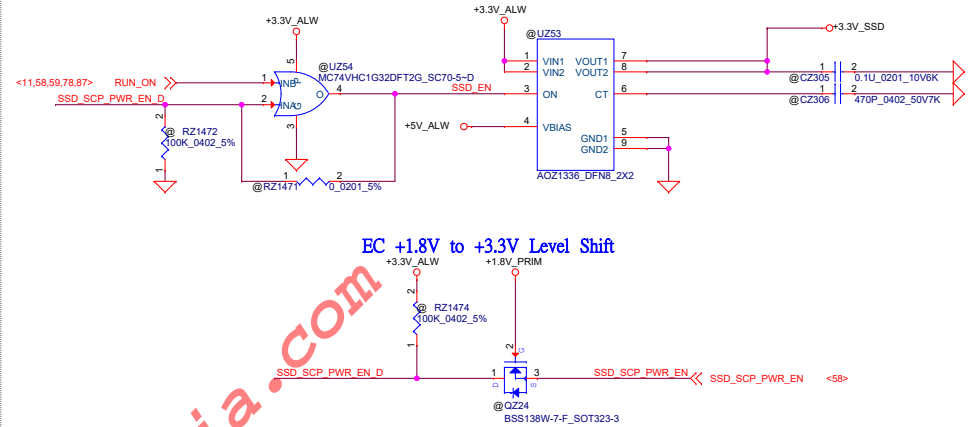 +3.3V_ALW
+3.3V_ALW
@UZ53
+3.3V_SSD
@UZ54
MC74VHC1G32DFT2G_SC70-5~D
5
1 VIN1 VOUT1 7
2 VIN2 VOUT2 8
<11,58,59,78,87> RUN_ON
1 INB P
O 4
SSD_EN
3 ON CT 6
@CZ305 1 2 0.1U_0201_10V6K
@CZ306 1 2 470P_0402_50V7K
SSD_SCP_PWR_EN_D
2 INA G
3
+5V_ALW
4 VBIAS
GND1 5
GND2 9
2
@ RZ1472
100K_0402_5%
1
1 2
@RZ1471 0_0201_5%
AOZ1336_DFN8_2X2
EC +1.8V to +3.3V Level Shift
+3.3V_ALW
+1.8V_PRIM
2
@ RZ1474
100K_0402_5%
1
2
G
SSD_SCP_PWR_EN_D
1
D
S
3
SSD_SCP_PWR_EN
SSD_SCP_PWR_EN <58>
@QZ24
BSS138W-7-F_SOT323-3
ia.com